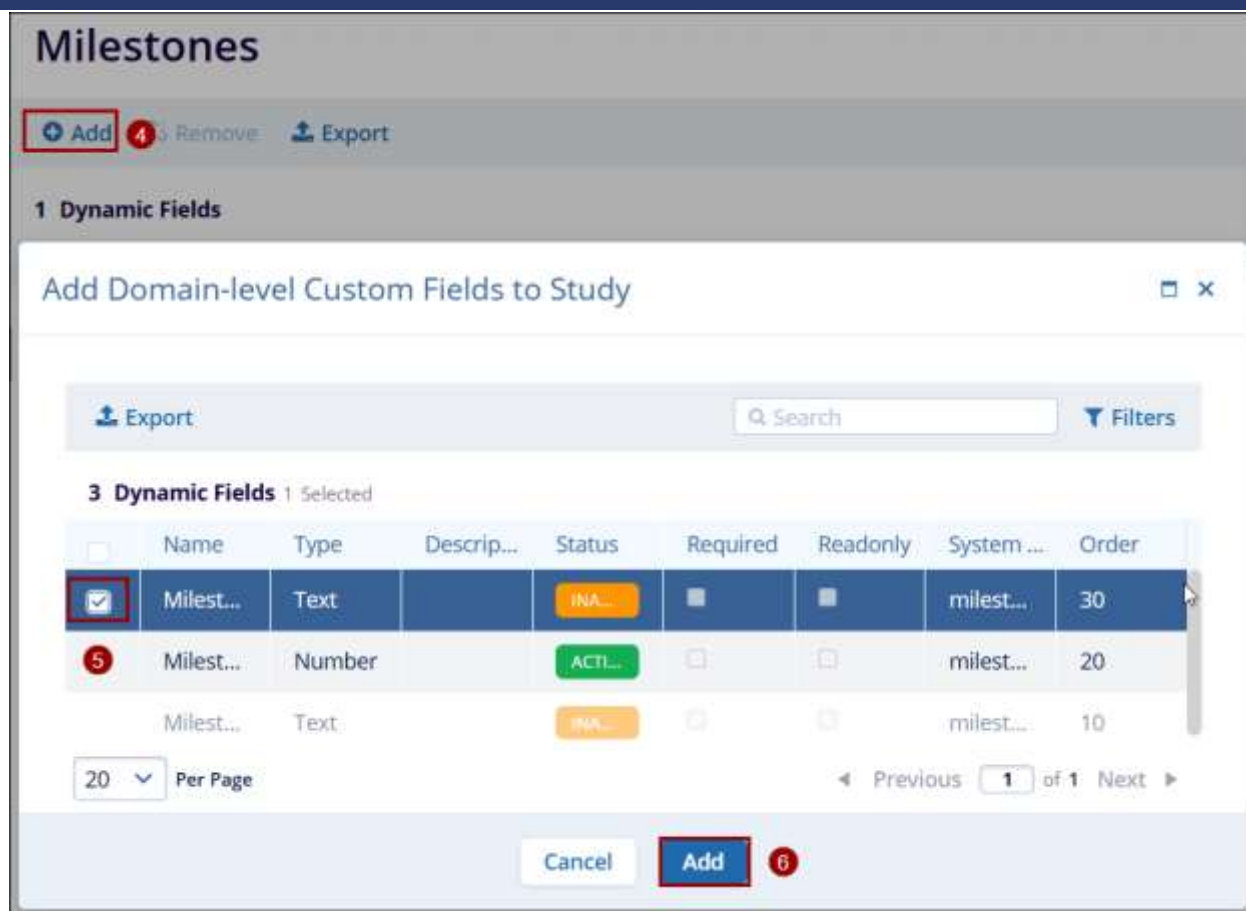 Milestones
Add 4 Remove Export
1 Dynamic Fields
Add Domain-level Custom Fields to Study
Export Search Filters
3 Dynamic Fields 1 Selected
Name Type Descrip... Status Required Readonly System ... Order
Milest... Text INA... milest... 30
5 Milest... Number ACTI... milest... 20
Milest... Text INA... milest... 10
20 Per Page Previous 1 of 1 Next
Cancel Add 6